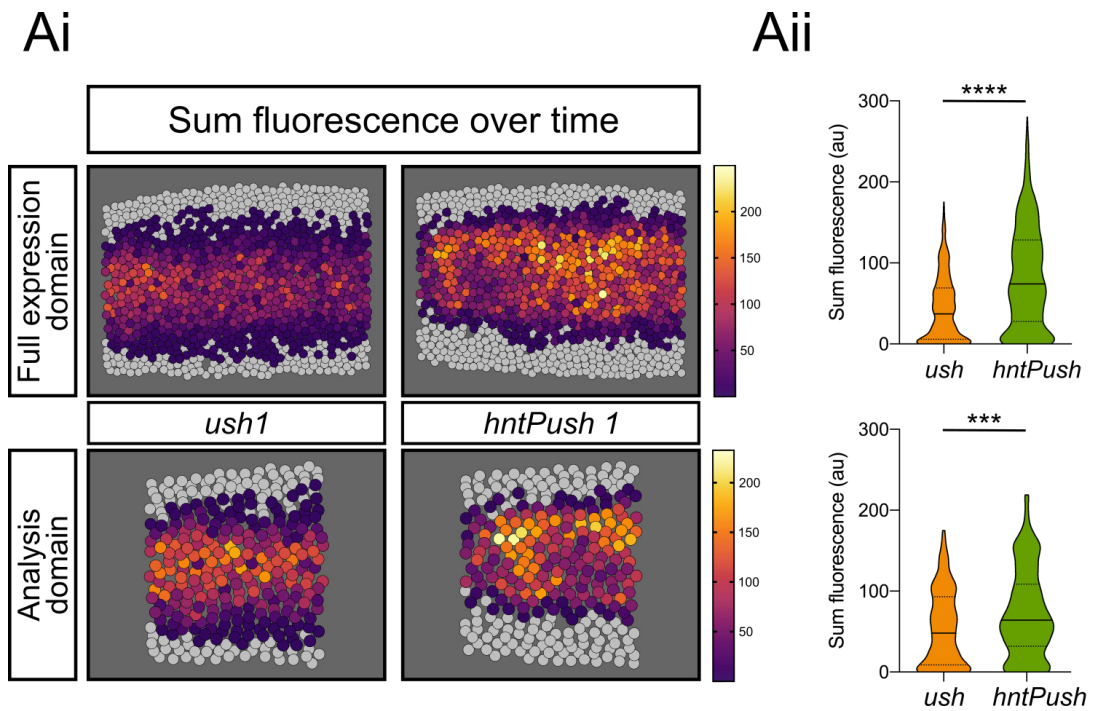 Ai
Aii
Sum fluorescence over time
Full expression
domain
200
150
100
50
ush1
hntPush 1
Analysis
domain
200
150
100
50
****
300
200
100
0
Sum fluorescence (au)
ush
hntPush
***
300
200
100
0
Sum fluorescence (au)
ush
hntPush